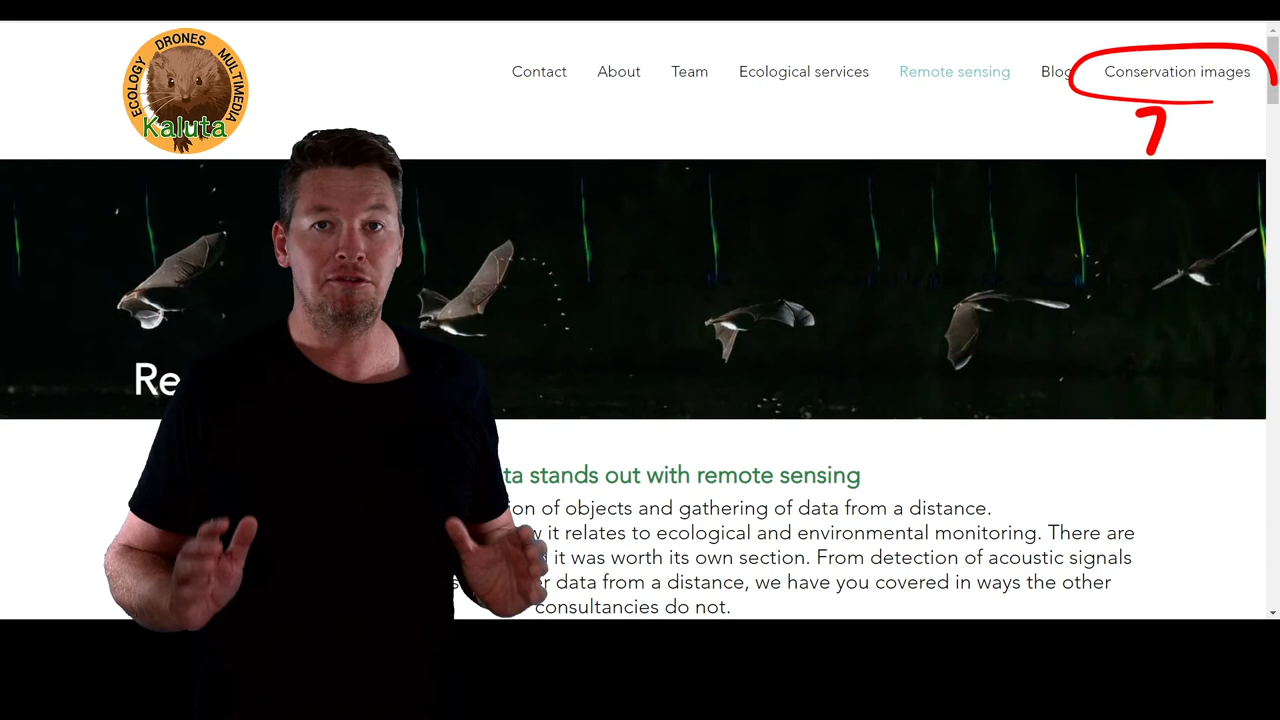 ECOLOGY DRONES MULTIMEDIA
Kaluta
Contact About Team Ecological services Remote sensing Blog Conservation images
7
Re
ta stands out with remote sensing
ion of objects and gathering of data from a distance.
it relates to ecological and environmental monitoring. There are
it was worth its own section. From detection of acoustic signals
data from a distance, we have you covered in ways the other
consultancies do not.